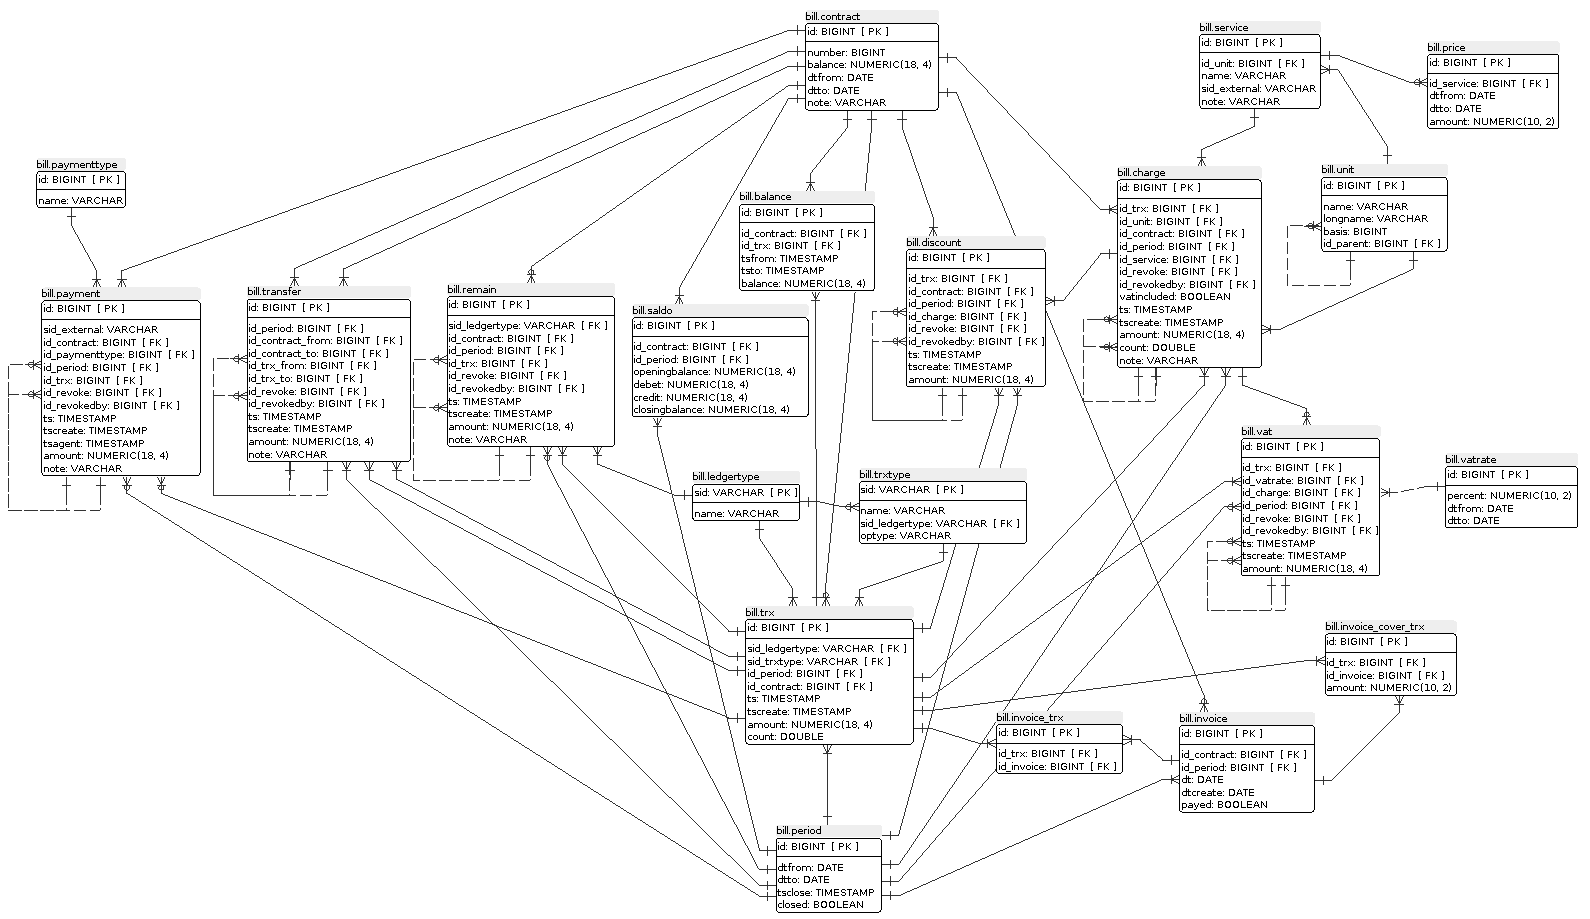 bill.contract
id: BIGINT [ PK ]
number: BIGINT
balance: NUMERIC(18, 4)
dtfrom: DATE
dtto: DATE
note: VARCHAR
bill.service
id: BIGINT [ PK ]
id_unit: BIGINT [ FK ]
name: VARCHAR
sid_external: VARCHAR
note: VARCHAR
bill.price
id: BIGINT [ PK ]
id_service: BIGINT [ FK ]
dtfrom: DATE
dtto: DATE
amount: NUMERIC(10, 2)
bill.paymenttype
id: BIGINT [ PK ]
name: VARCHAR
bill.balance
id: BIGINT [ PK ]
id_contract: BIGINT [ FK ]
id_trx: BIGINT [ FK ]
tsfrom: TIMESTAMP
tsto: TIMESTAMP
balance: NUMERIC(18, 4)
bill.charge
id: BIGINT [ PK ]
id_trx: BIGINT [ FK ]
id_unit: BIGINT [ FK ]
id_contract: BIGINT [ FK ]
id_period: BIGINT [ FK ]
id_service: BIGINT [ FK ]
id_revoke: BIGINT [ FK ]
id_revokedby: BIGINT [ FK ]
vatincluded: BOOLEAN
ts: TIMESTAMP
tscreate: TIMESTAMP
amount: NUMERIC(18, 4)
count: DOUBLE
note: VARCHAR
bill.unit
id: BIGINT [ PK ]
name: VARCHAR
longname: VARCHAR
basis: BIGINT
id_parent: BIGINT [ FK ]
bill.discount
id: BIGINT [ PK ]
id_trx: BIGINT [ FK ]
id_contract: BIGINT [ FK ]
id_period: BIGINT [ FK ]
id_charge: BIGINT [ FK ]
id_revoke: BIGINT [ FK ]
id_revokedby: BIGINT [ FK ]
ts: TIMESTAMP
tscreate: TIMESTAMP
amount: NUMERIC(18, 4)
bill.payment
id: BIGINT [ PK ]
sid_external: VARCHAR
id_contract: BIGINT [ FK ]
id_paymenttype: BIGINT [ FK ]
id_period: BIGINT [ FK ]
id_trx: BIGINT [ FK ]
id_revoke: BIGINT [ FK ]
id_revokedby: BIGINT [ FK ]
ts: TIMESTAMP
tscreate: TIMESTAMP
tsagent: TIMESTAMP
amount: NUMERIC(18, 4)
note: VARCHAR
bill.transfer
id: BIGINT [ PK ]
id_period: BIGINT [ FK ]
id_contract_from: BIGINT [ FK ]
id_contract_to: BIGINT [ FK ]
id_trx_from: BIGINT [ FK ]
id_trx_to: BIGINT [ FK ]
id_revoke: BIGINT [ FK ]
id_revokedby: BIGINT [ FK ]
ts: TIMESTAMP
tscreate: TIMESTAMP
amount: NUMERIC(18, 4)
note: VARCHAR
bill.remain
id: BIGINT [ PK ]
sid_ledgertype: VARCHAR [ FK ]
id_contract: BIGINT [ FK ]
id_period: BIGINT [ FK ]
id_trx: BIGINT [ FK ]
id_revoke: BIGINT [ FK ]
id_revokedby: BIGINT [ FK ]
ts: TIMESTAMP
tscreate: TIMESTAMP
amount: NUMERIC(18, 4)
note: VARCHAR
bill.saldo
id: BIGINT [ PK ]
id_contract: BIGINT [ FK ]
id_period: BIGINT [ FK ]
openingbalance: NUMERIC(18, 4)
debet: NUMERIC(18, 4)
credit: NUMERIC(18, 4)
closingbalance: NUMERIC(18, 4)
bill.ledgertype
sid: VARCHAR [ PK ]
name: VARCHAR
bill.trxtype
sid: VARCHAR [ PK ]
name: VARCHAR
sid_ledgertype: VARCHAR [ FK ]
optype: VARCHAR
bill.vat
id: BIGINT [ PK ]
id_trx: BIGINT [ FK ]
id_vatrate: BIGINT [ FK ]
id_charge: BIGINT [ FK ]
id_period: BIGINT [ FK ]
id_revoke: BIGINT [ FK ]
id_revokedby: BIGINT [ FK ]
ts: TIMESTAMP
tscreate: TIMESTAMP
amount: NUMERIC(18, 4)
bill.vatrate
id: BIGINT [ PK ]
percent: NUMERIC(10, 2)
dtfrom: DATE
dtto: DATE
bill.trx
id: BIGINT [ PK ]
sid_ledgertype: VARCHAR [ FK ]
sid_trxtype: VARCHAR [ FK ]
id_period: BIGINT [ FK ]
id_contract: BIGINT [ FK ]
ts: TIMESTAMP
tscreate: TIMESTAMP
amount: NUMERIC(18, 4)
count: DOUBLE
bill.invoice_cover_trx
id: BIGINT [ PK ]
id_trx: BIGINT [ FK ]
id_invoice: BIGINT [ FK ]
amount: NUMERIC(10, 2)
bill.invoice_trx
id: BIGINT [ PK ]
id_trx: BIGINT [ FK ]
id_invoice: BIGINT [ FK ]
bill.invoice
id: BIGINT [ PK ]
id_contract: BIGINT [ FK ]
id_period: BIGINT [ FK ]
dt: DATE
dtcreate: DATE
payed: BOOLEAN
bill.period
id: BIGINT [ PK ]
dtfrom: DATE
dtto: DATE
tsclose: TIMESTAMP
closed: BOOLEAN